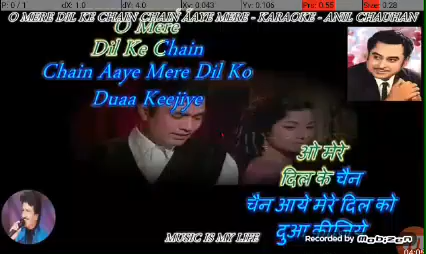 P: 0 / 1 dX: 1.0 dY: 4.0 Xv: 0.043 Yv: 0.106 Prs: 0.55 Size: 0.28
O MERE DIL KE CHAIN CHAIN AAYE MERE - KARAOKE - ANIL CHAUHAN
O Mere
Dil Ke Chain
Chain Aaye Mere Dil Ko
Duaa Keejiye
ओ मेरे
दिल के चैन
चैन आये मेरे दिल को
दुआ कीजिये
MUSIC IS MY LIFE
Recorded by Mobizen